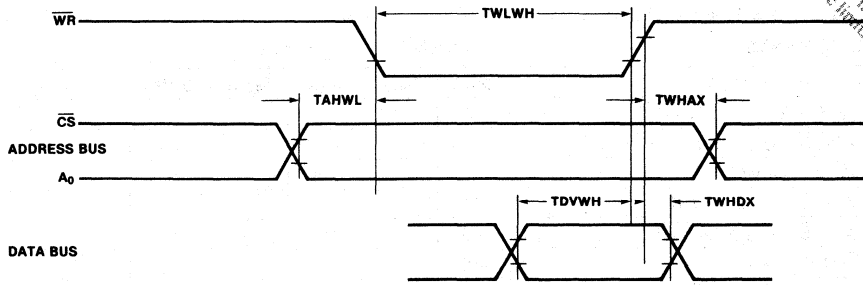 WR
TWLWH
TAHWL
TWHAX
CS
ADDRESS BUS
A0
TDVWH
TWHDX
DATA BUS